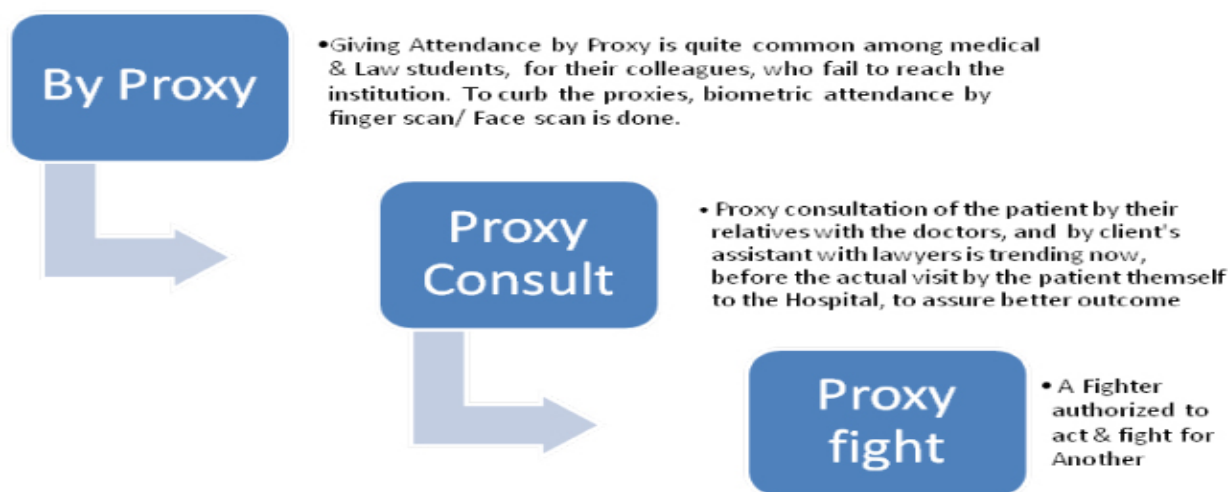 By Proxy
•Giving Attendance by Proxy is quite common among medical
& Law students, for their colleagues, who fail to reach the
institution. To curb the proxies, biometric attendance by
finger scan/ Face scan is done.
Proxy
Consult
• Proxy consultation of the patient by their
relatives with the doctors, and by client's
assistant with lawyers is trending now,
before the actual visit by the patient themself
to the Hospital, to assure better outcome
Proxy
fight
• A Fighter
authorized to
act & fight for
Another